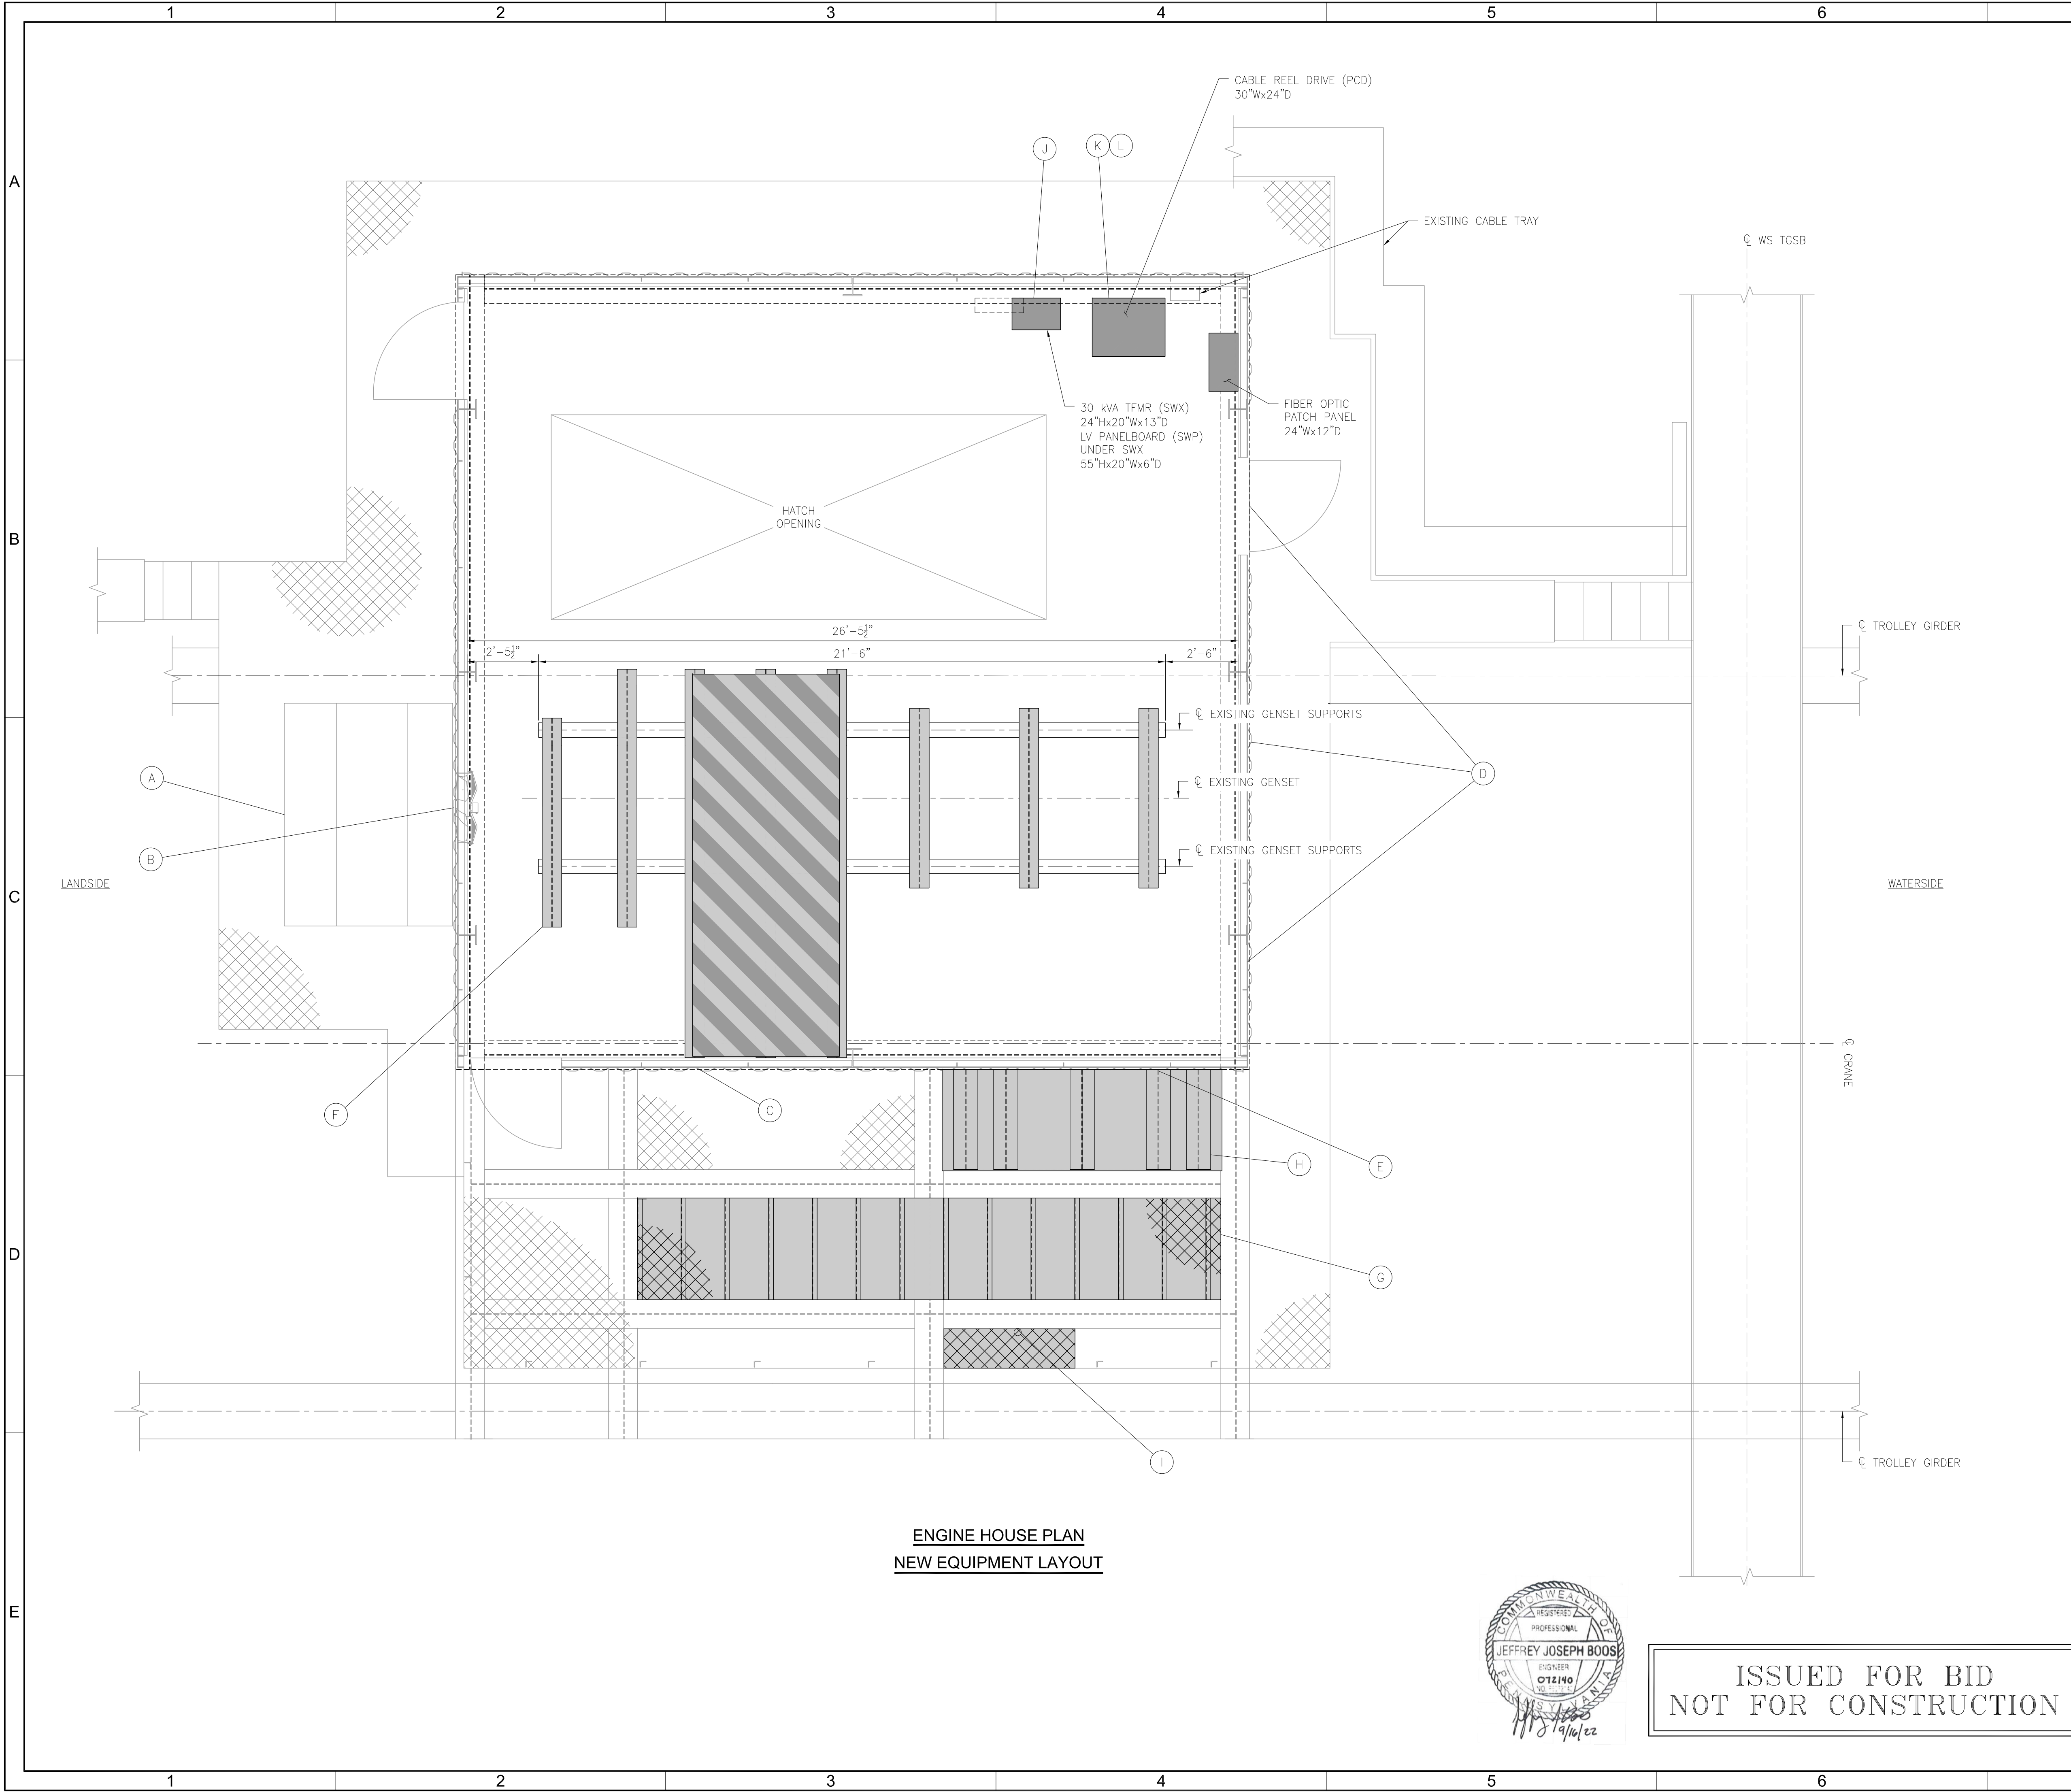 1 2 3 4 5 6
CABLE REEL DRIVE (PCD)
30"Wx24"D
J
K L
A
EXISTING CABLE TRAY
℄ WS TGSB
30 kVA TFMR (SWX)
24"Hx20"Wx13"D
LV PANELBOARD (SWP)
UNDER SWX
55"Hx20"Wx6"D
FIBER OPTIC
PATCH PANEL
24"Wx12"D
HATCH
OPENING
B
26'-5½"
℄ TROLLEY GIRDER
2'-5½"
21'-6"
2'-6"
℄ EXISTING GENSET SUPPORTS
A
D
℄ EXISTING GENSET
B
℄ EXISTING GENSET SUPPORTS
LANDSIDE
WATERSIDE
C
℄ CRANE
F
C
H
E
D
G
I
℄ TROLLEY GIRDER
ENGINE HOUSE PLAN
NEW EQUIPMENT LAYOUT
E
COMMONWEALTH OF
REGISTERED
PROFESSIONAL
JEFFREY JOSEPH BOOS
ENGINEER
072140
PENNSYLVANIA
9/16/22
ISSUED FOR BID
NOT FOR CONSTRUCTION
1 2 3 4 5 6